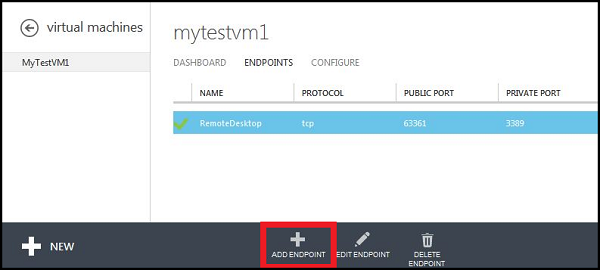 virtual machines
MyTestVM1
mytestvm1
DASHBOARD ENDPOINTS CONFIGURE
NAME PROTOCOL PUBLIC PORT PRIVATE PORT
RemoteDesktop tcp 63361 3389
NEW
ADD ENDPOINT
EDIT ENDPOINT
DELETE
ENDPOINT